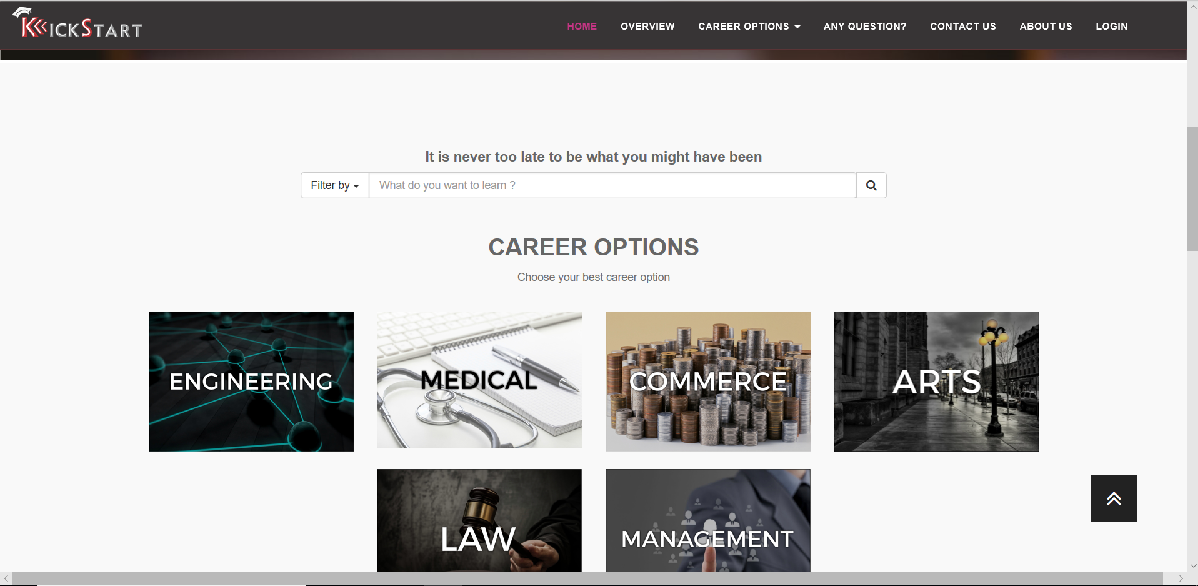 KICKSTART
HOME OVERVIEW CAREER OPTIONS ANY QUESTION? CONTACT US ABOUT US LOGIN
It is never too late to be what you might have been
Filter by What do you want to learn ?
CAREER OPTIONS
Choose your best career option
ENGINEERING MEDICAL COMMERCE ARTS
LAW MANAGEMENT